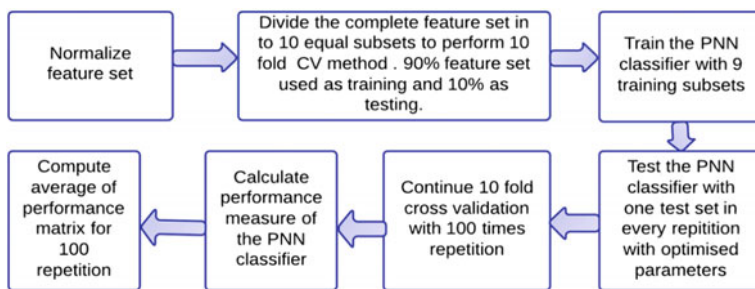 Normalize
feature set
Divide the complete feature set in
to 10 equal subsets to perform 10
fold CV method . 90% feature set
used as training and 10% as
testing.
Train the PNN
classifier with 9
training subsets
Test the PNN
classifier with
one test set in
every repitition
with optimised
parameters
Continue 10 fold
cross validation
with 100 times
repetition
Calculate
performance
measure of
the PNN
classifier
Compute
average of
performance
matrix for
100
repetition